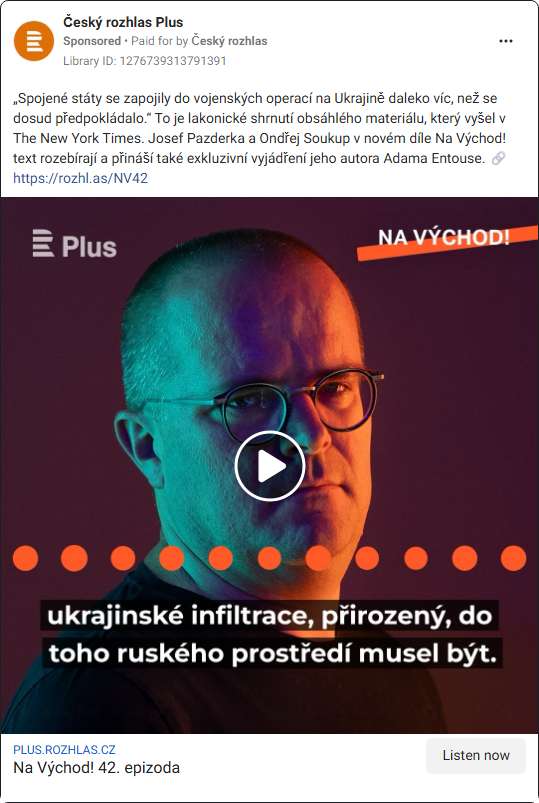 Český rozhlas Plus
Sponsored • Paid for by Český rozhlas
Library ID: 1276739313791391
„Spojené státy se zapojily do vojenských operací na Ukrajině daleko víc, než se
dosud předpokládalo.“ To je lakonické shrnutí obsáhlého materiálu, který vyšel v
The New York Times. Josef Pazderka a Ondřej Soukup v novém díle Na Východ!
text rozebírají a přináší také exkluzivní vyjádření jeho autora Adama Entouse. 🔗
https://rozhl.as/NV42
Plus
NA VÝCHOD!
ukrajinské infiltrace, přirozený, do
toho ruského prostředí musel být.
PLUS.ROZHLAS.CZ
Na Východ! 42. epizoda
Listen now